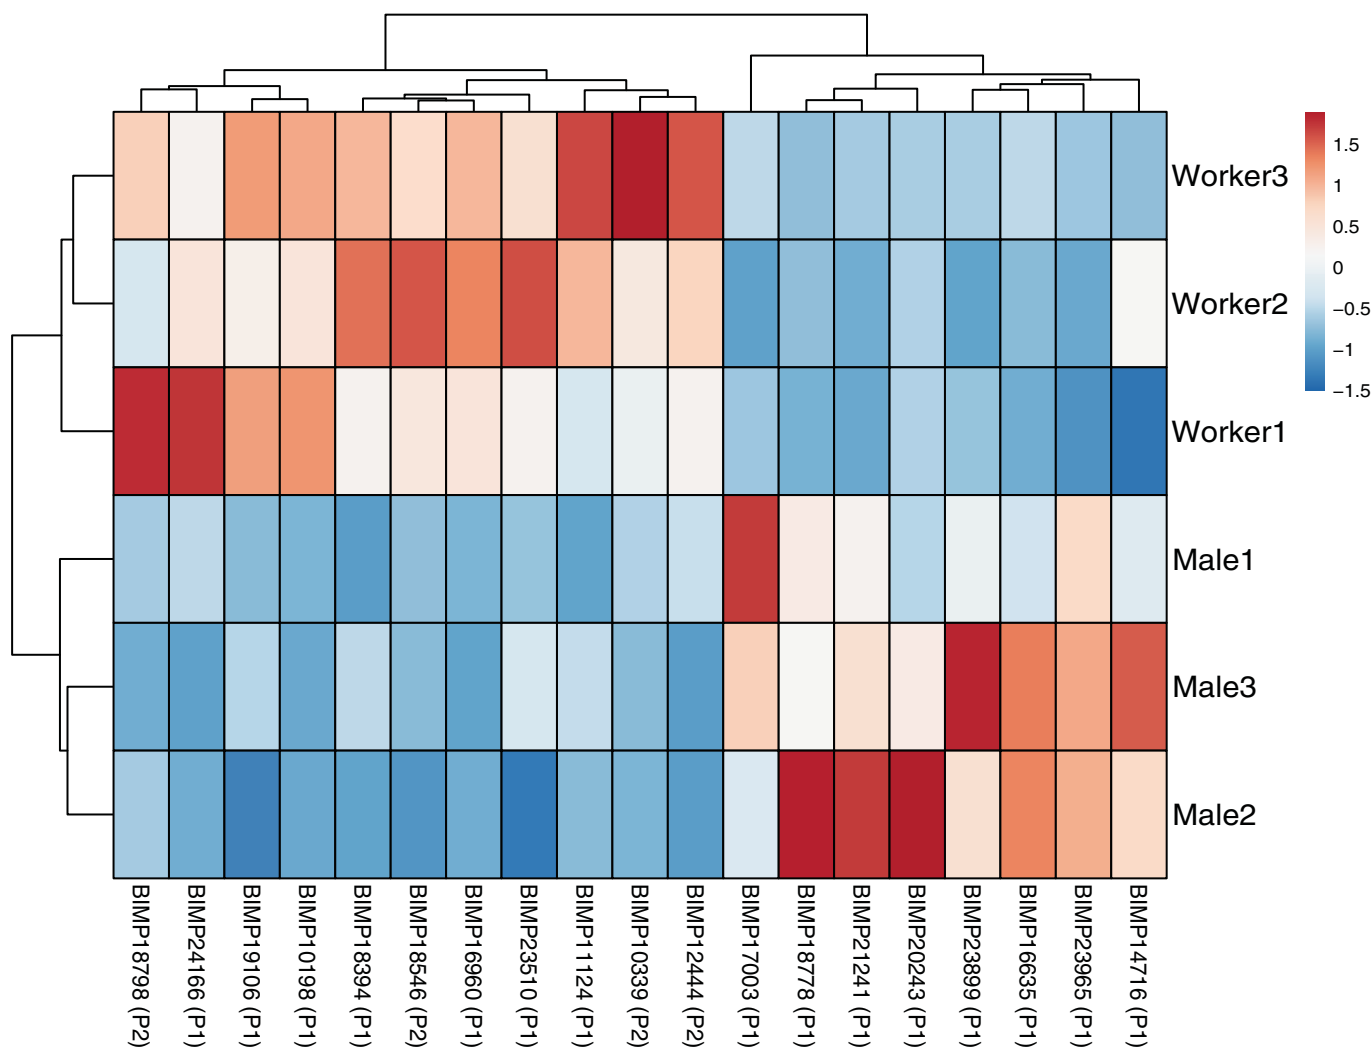 Worker3
Worker2
Worker1
Male1
Male3
Male2
1.5
1
0.5
0
−0.5
−1
−1.5
BIMP18798 (P2)
BIMP24166 (P1)
BIMP19106 (P1)
BIMP10198 (P1)
BIMP18394 (P1)
BIMP18546 (P2)
BIMP16960 (P1)
BIMP23510 (P1)
BIMP11124 (P1)
BIMP10339 (P2)
BIMP12444 (P2)
BIMP17003 (P1)
BIMP18778 (P1)
BIMP21241 (P1)
BIMP20243 (P1)
BIMP23899 (P1)
BIMP16635 (P1)
BIMP23965 (P1)
BIMP14716 (P1)